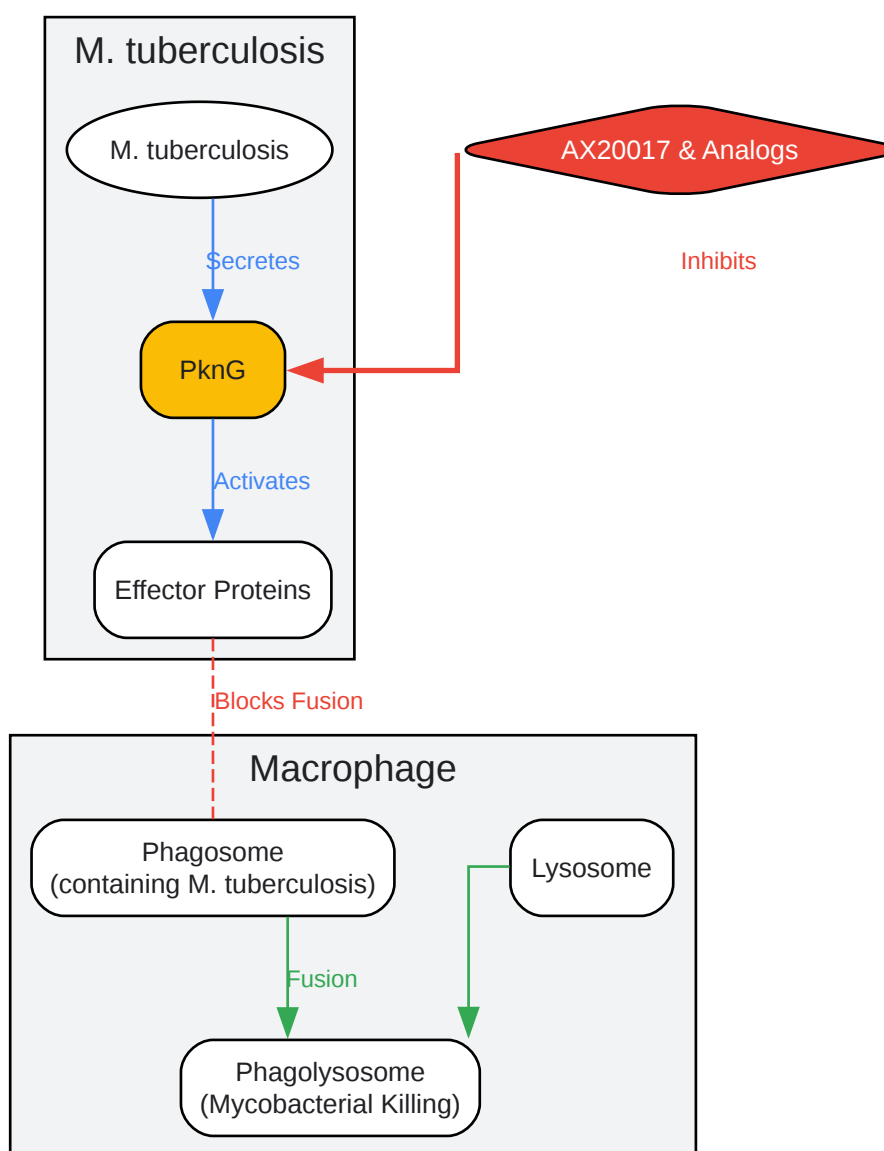 M. tuberculosis
M. tuberculosis
AX20017 & Analogs
Secretes
Inhibits
PknG
Activates
Effector Proteins
Blocks Fusion
Macrophage
Phagosome
(containing M. tuberculosis)
Lysosome
Fusion
Phagolysosome
(Mycobacterial Killing)